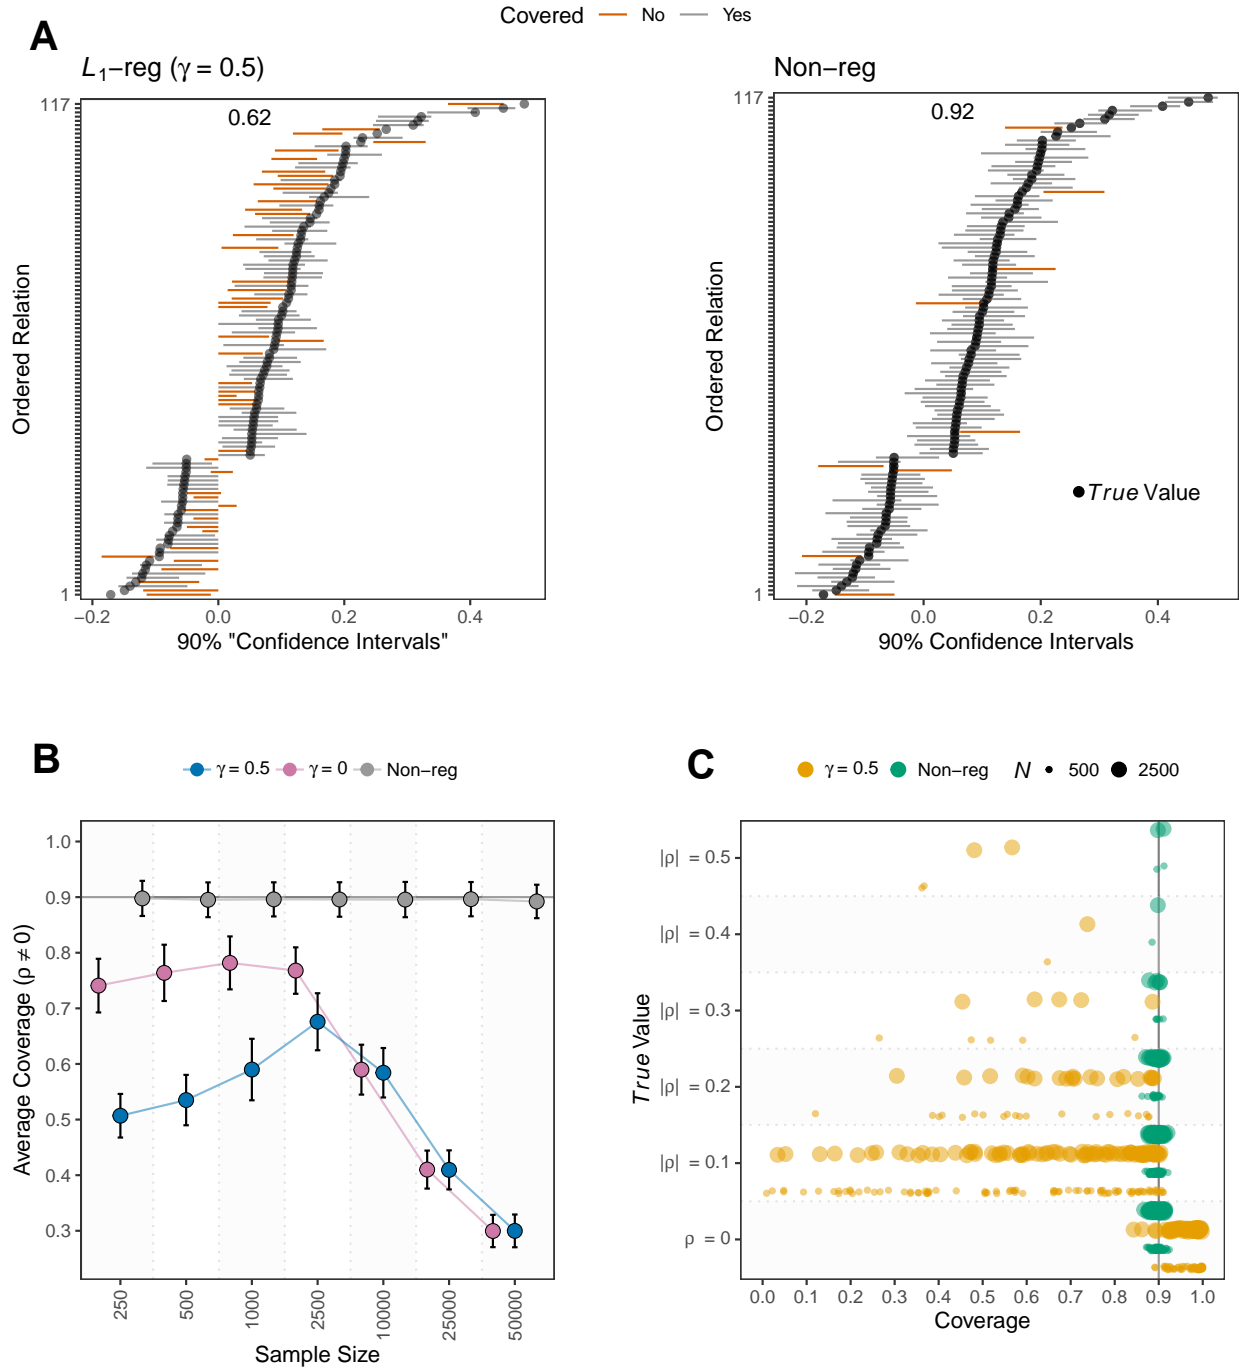 Covered No Yes
A
L1-reg (γ = 0.5)
Non-reg
117
0.62
Ordered Relation
1
-0.2 0.0 0.2 0.4
90% "Confidence Intervals"
117
0.92
Ordered Relation
True Value
1
-0.2 0.0 0.2 0.4
90% Confidence Intervals
B
γ = 0.5 γ = 0 Non-reg
1.0
0.9
0.8
0.7
0.6
0.5
0.4
0.3
Average Coverage (ρ ≠ 0)
250 500 1000 2500 10000 25000 50000
Sample Size
C
γ = 0.5 Non-reg N 500 2500
|ρ| = 0.5
|ρ| = 0.4
|ρ| = 0.3
|ρ| = 0.2
|ρ| = 0.1
ρ = 0
True Value
0.0 0.1 0.2 0.3 0.4 0.5 0.6 0.7 0.8 0.9 1.0
Coverage